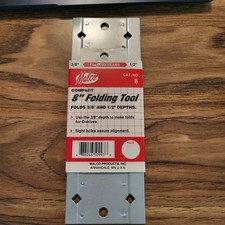 3/8" FOLDING DEPTHS 1/2"
Malco
CAT. NO.
8
COMPACT
8" Folding Tool
FOLDS 3/8" AND 1/2" DEPTHS.
• Use the 3/8" depth to make folds
for C-drives.
• Sight holes assure alignment.
MALCO PRODUCTS, INC.
ANNANDALE, MN U.S.A.